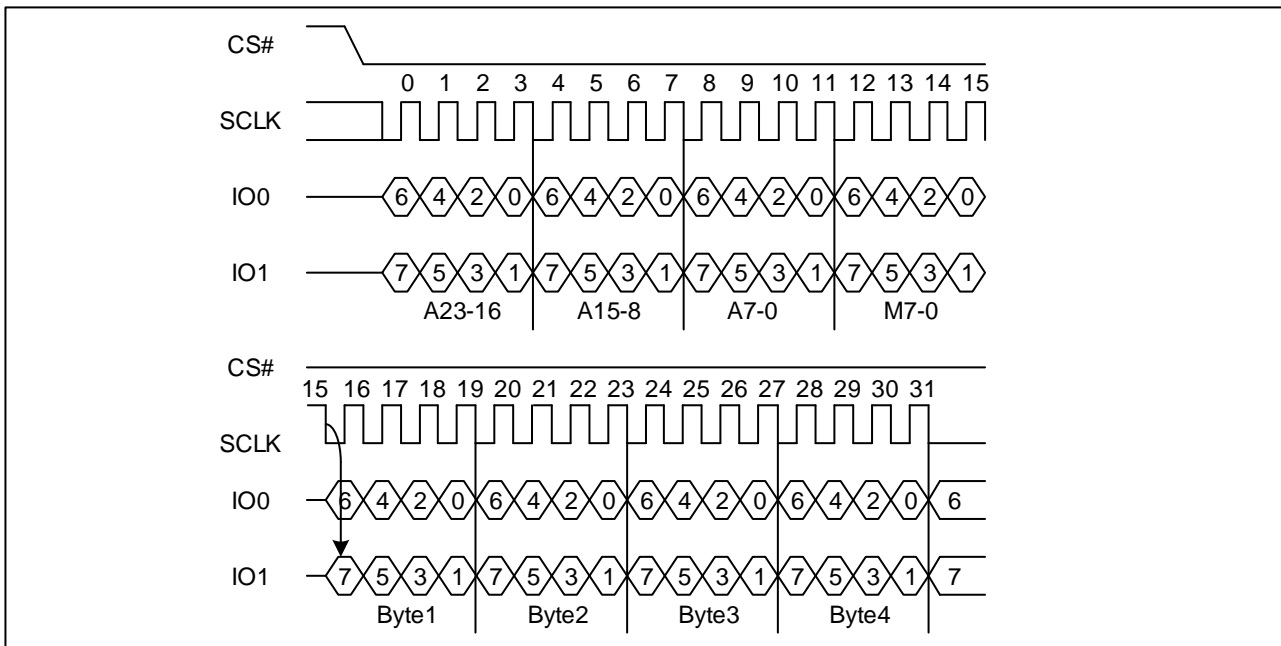 CS#
0 1 2 3 4 5 6 7 8 9 10 11 12 13 14 15
SCLK
IO0 6 4 2 0 6 4 2 0 6 4 2 0 6 4 2 0
IO1 7 5 3 1 7 5 3 1 7 5 3 1 7 5 3 1
A23-16 A15-8 A7-0 M7-0
CS#
15 16 17 18 19 20 21 22 23 24 25 26 27 28 29 30 31
SCLK
IO0 6 4 2 0 6 4 2 0 6 4 2 0 6 4 2 0 6
IO1 7 5 3 1 7 5 3 1 7 5 3 1 7 5 3 1 7
Byte1 Byte2 Byte3 Byte4